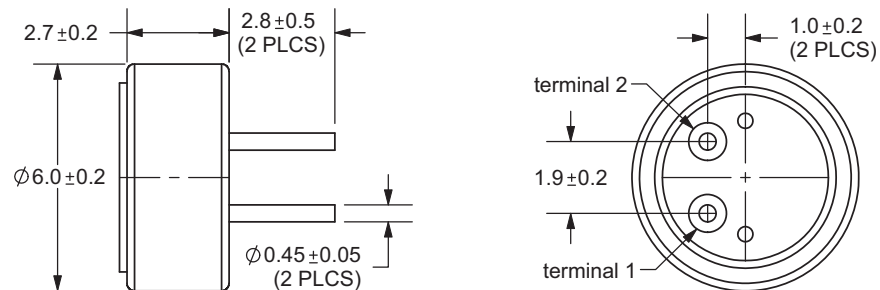 2.7±0.2
2.8±0.5
(2 PLCS)
∅6.0±0.2
∅0.45±0.05
(2 PLCS)
1.0±0.2
(2 PLCS)
terminal 2
1.9±0.2
terminal 1